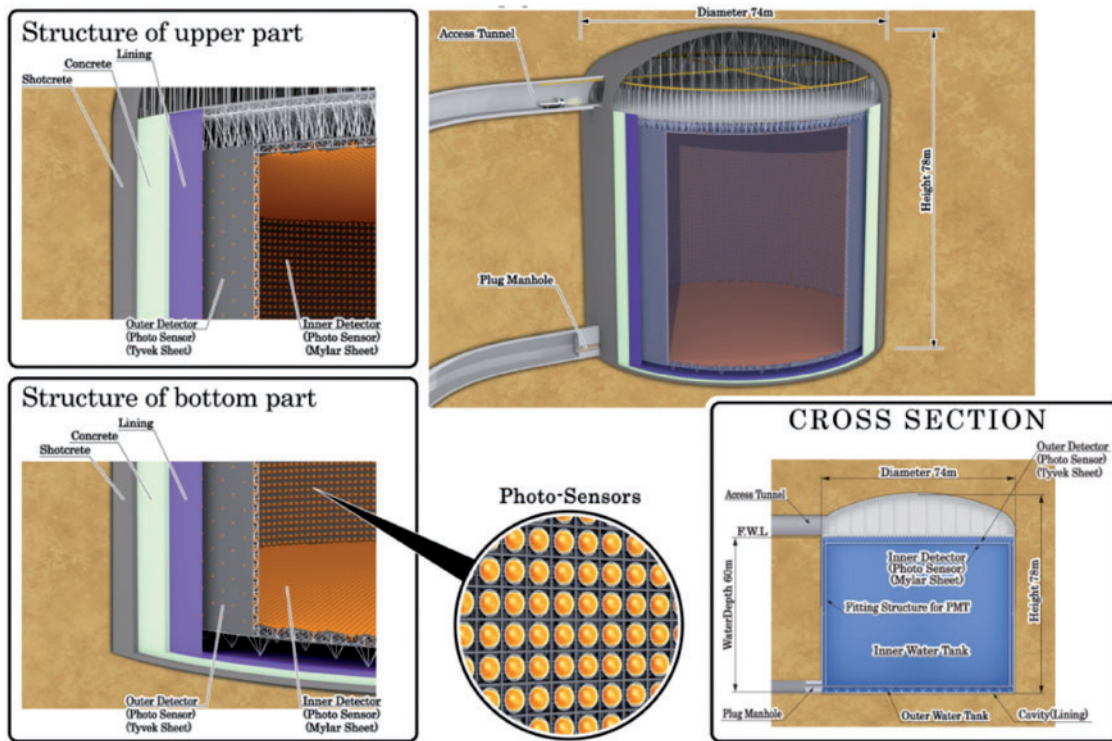 Structure of upper part
Lining
Concrete
Shotcrete
Outer Detector
(Photo Sensor)
(Tyvek Sheet)
Inner Detector
(Photo Sensor)
(Mylar Sheet)
Diameter 74m
Access Tunnel
Height 78m
Plug Manhole
Structure of bottom part
Lining
Concrete
Shotcrete
Outer Detector
(Photo Sensor)
(Tyvek Sheet)
Inner Detector
(Photo Sensor)
(Mylar Sheet)
Photo-Sensors
CROSS SECTION
Outer Detector
(Photo Sensor)
(Tyvek Sheet)
Diameter 74m
Access Tunnel
F.W.L
Inner Detector
(Photo Sensor)
(Mylar Sheet)
WaterDepth 60m
Height 78m
Fitting Structure for PMT
Inner Water Tank
Plug Manhole
Outer Water Tank
Cavity(Lining)